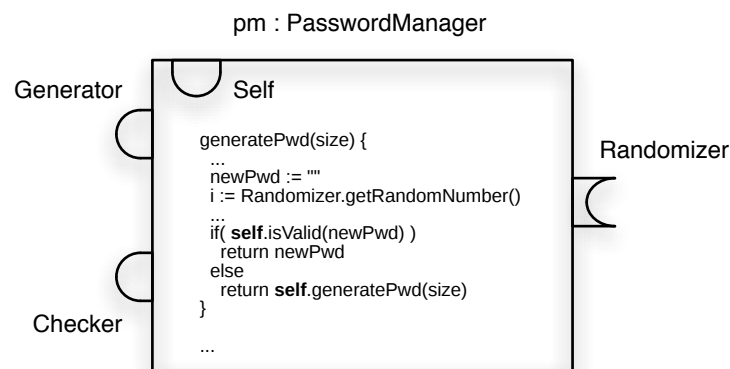 pm : PasswordManager
Generator
Self
generatePwd(size) {
...
newPwd := ""
i := Randomizer.getRandomNumber()
...
if( self.isValid(newPwd) )
return newPwd
else
return self.generatePwd(size)
}
...
Randomizer
Checker